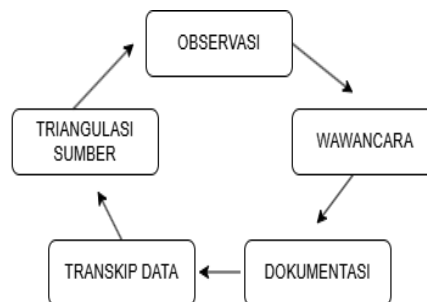 OBSERVASI
WAWANCARA
DOKUMENTASI
TRANSKIP DATA
TRIANGULASI
SUMBER